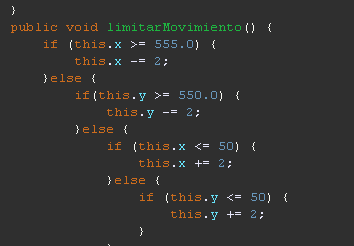 }
public void limitarMovimiento() {
if (this.x >= 555.0) {
this.x -= 2;
}else {
if(this.y >= 550.0) {
this.y -= 2;
}else {
if (this.x <= 50) {
this.x += 2;
}else {
if (this.y <= 50) {
this.y += 2;
}
}